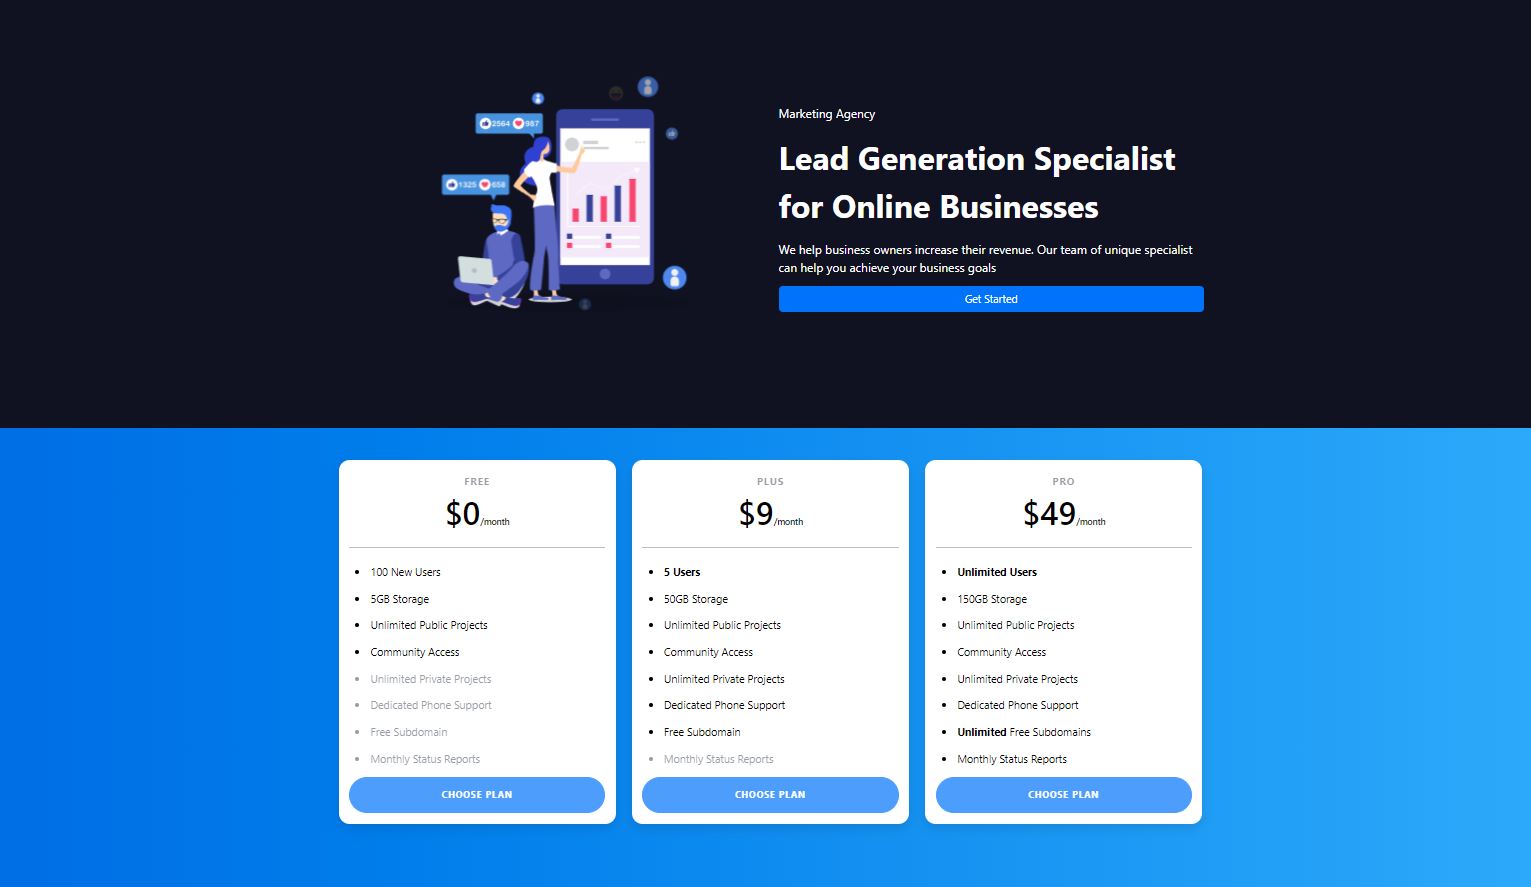 2564 987
1325 658
Marketing Agency
Lead Generation Specialist
for Online Businesses
We help business owners increase their revenue. Our team of unique specialist
can help you achieve your business goals
Get Started
FREE
$0/month
100 New Users
5GB Storage
Unlimited Public Projects
Community Access
Unlimited Private Projects
Dedicated Phone Support
Free Subdomain
Monthly Status Reports
CHOOSE PLAN
PLUS
$9/month
5 Users
50GB Storage
Unlimited Public Projects
Community Access
Unlimited Private Projects
Dedicated Phone Support
Free Subdomain
Monthly Status Reports
CHOOSE PLAN
PRO
$49/month
Unlimited Users
150GB Storage
Unlimited Public Projects
Community Access
Unlimited Private Projects
Dedicated Phone Support
Unlimited Free Subdomains
Monthly Status Reports
CHOOSE PLAN